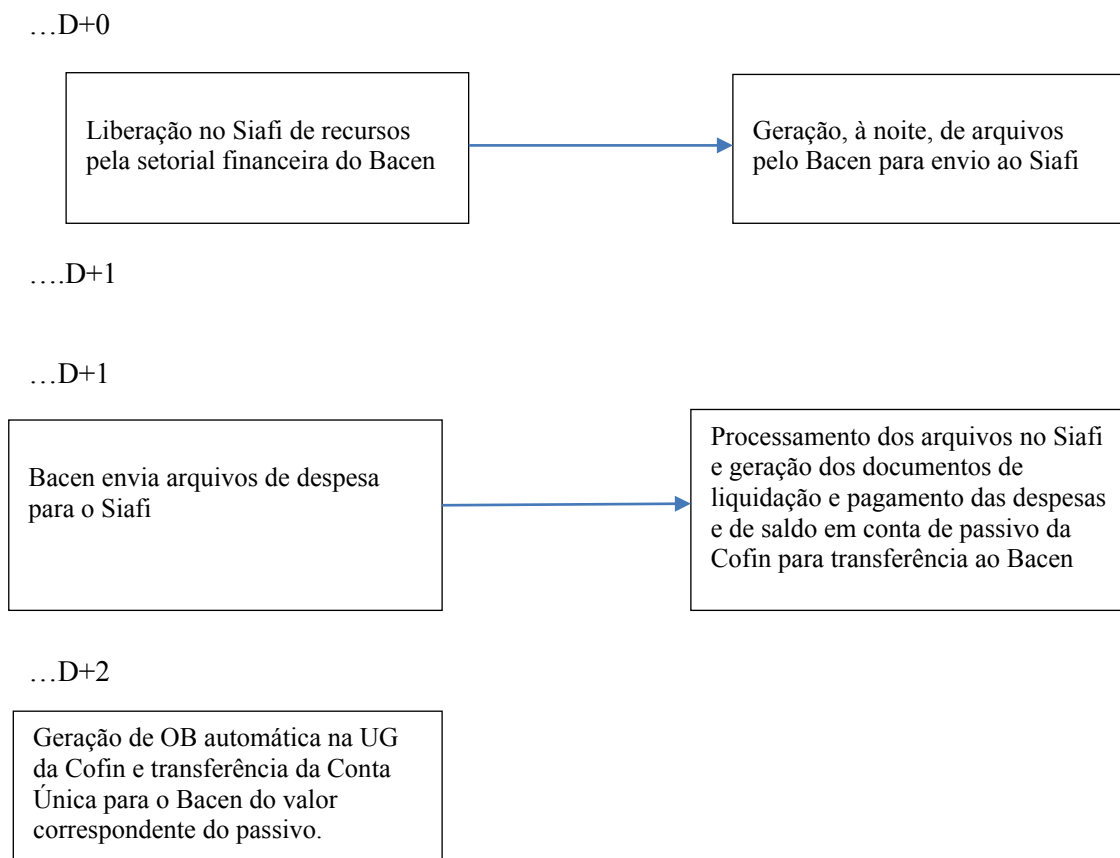 …D+0
Liberação no Siafi de recursos
pela setorial financeira do Bacen
Geração, à noite, de arquivos
pelo Bacen para envio ao Siafi
….D+1
…D+1
Bacen envia arquivos de despesa
para o Siafi
Processamento dos arquivos no Siafi
e geração dos documentos de
liquidação e pagamento das despesas
e de saldo em conta de passivo da
Cofin para transferência ao Bacen
…D+2
Geração de OB automática na UG
da Cofin e transferência da Conta
Única para o Bacen do valor
correspondente do passivo.